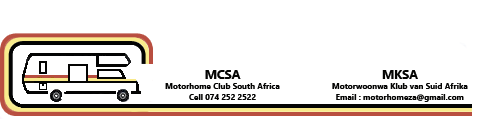 MCSA
Motorhome Club South Africa
Cell 074 252 2522
MKSA
Motorwoonwa Klub van Suid Afrika
Email : motorhomeza@gmail.com